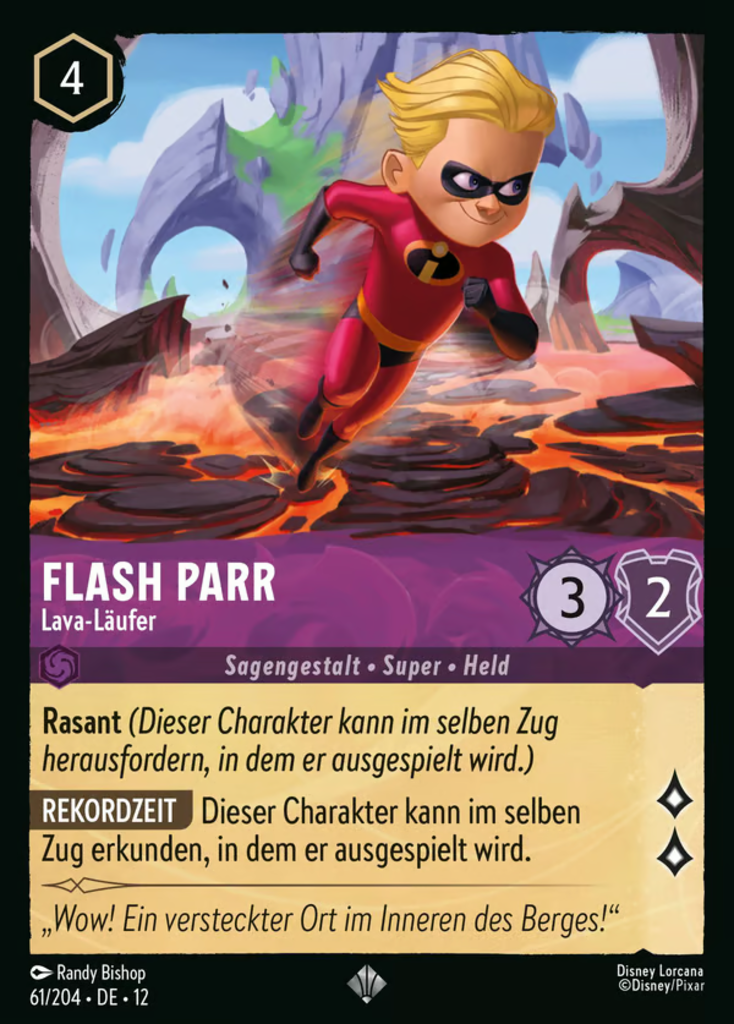 4
FLASH PARR
Lava-Läufer
3
2
Sagengestalt • Super • Held
Rasant (Dieser Charakter kann im selben Zug
herausfordern, in dem er ausgespielt wird.)
REKORDZEIT Dieser Charakter kann im selben
Zug erkunden, in dem er ausgespielt wird.
„Wow! Ein versteckter Ort im Inneren des Berges!“
Randy Bishop
61/204 • DE • 12
Disney Lorcana
©Disney/Pixar